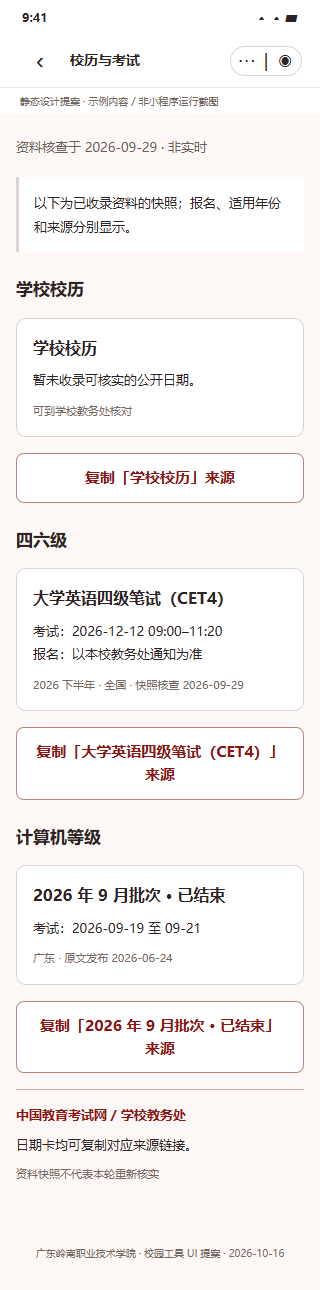 9:41
校历与考试
静态设计提案 · 示例内容 / 非小程序运行截图
资料核查于 2026-09-29 · 非实时
以下为已收录资料的快照；报名、适用年份
和来源分别显示。
学校校历
学校校历
暂未收录可核实的公开日期。
可到学校教务处核对
复制「学校校历」来源
四六级
大学英语四级笔试（CET4）
考试：2026-12-12 09:00–11:20
报名：以本校教务处通知为准
2026 下半年 · 全国 · 快照核查 2026-09-29
复制「大学英语四级笔试（CET4）」
来源
计算机等级
2026 年 9 月批次 · 已结束
考试：2026-09-19 至 09-21
广东 · 原文发布 2026-06-24
复制「2026 年 9 月批次 · 已结束」
来源
中国教育考试网 / 学校教务处
日期卡均可复制对应来源链接。
资料快照不代表本轮重新核实
广东岭南职业技术学院 · 校园工具 UI 提案 · 2026-10-16